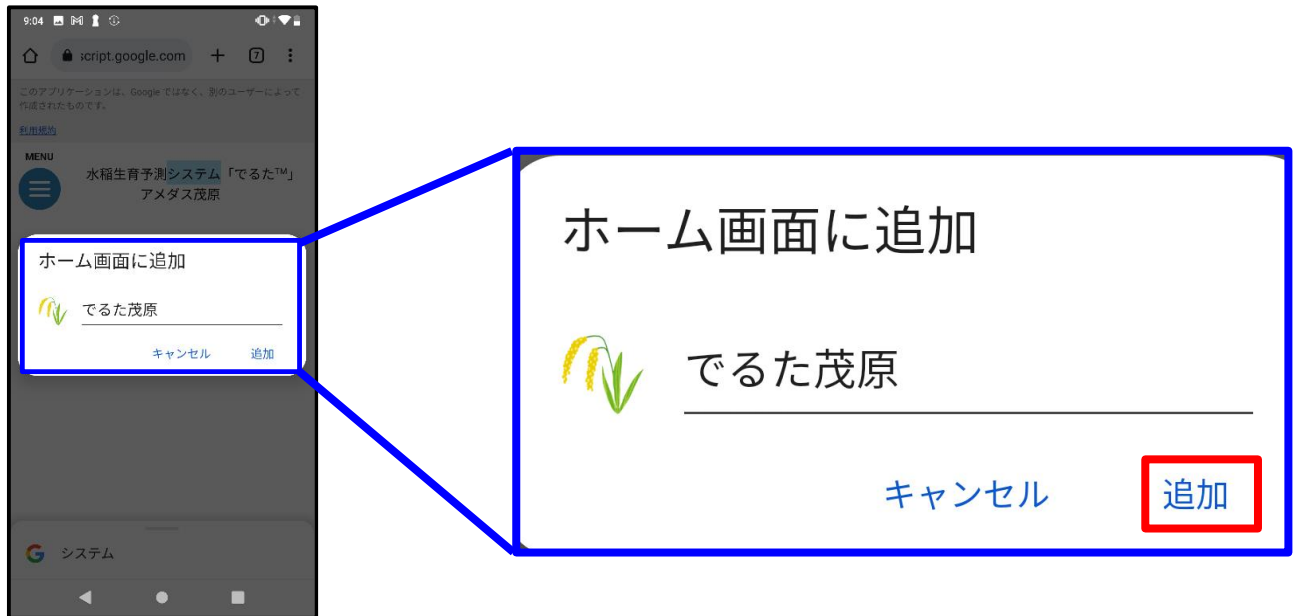 9:04
script.google.com
7
このアプリケーションは、Google ではなく、別のユーザーによって
作成されたものです。
利用規約
MENU
水稲生育予測システム「でるた™」
アメダス茂原
ホーム画面に追加
でるた茂原
キャンセル 追加
G システム
ホーム画面に追加
でるた茂原
キャンセル 追加